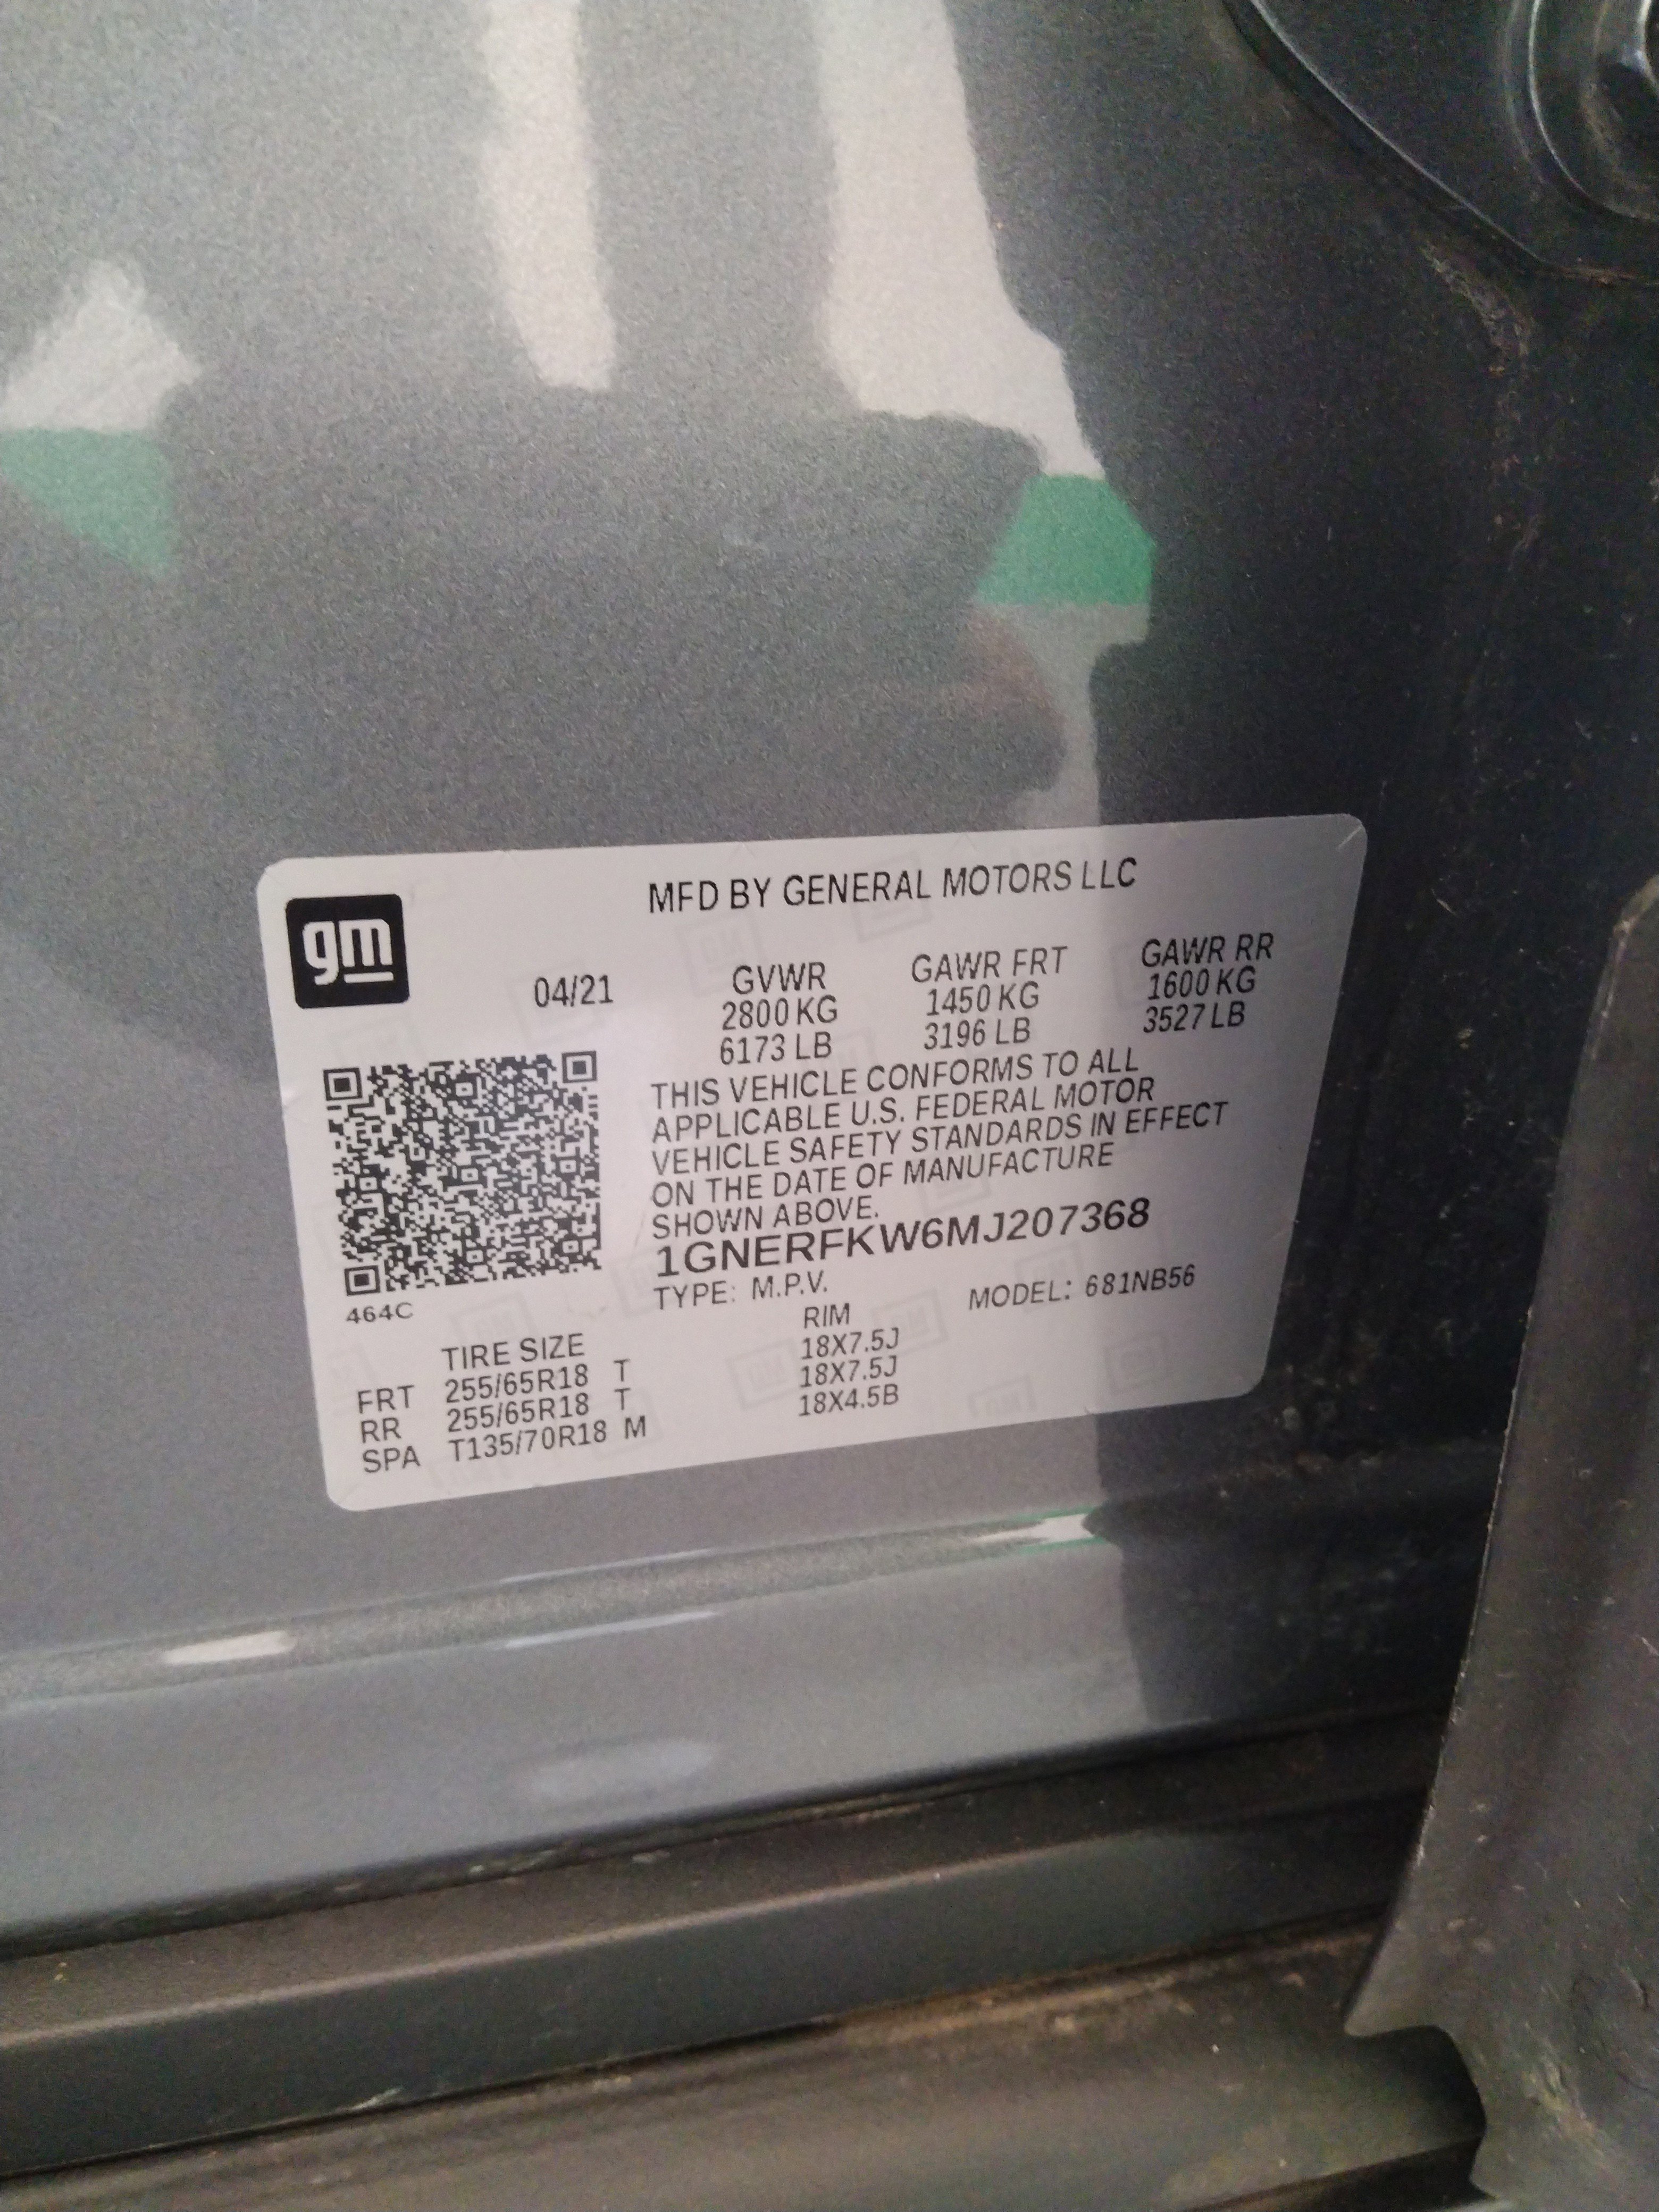 gm
MFD BY GENERAL MOTORS LLC
04/21 GVWR GAWR FRT GAWR RR
2800 KG 1450 KG 1600 KG
6173 LB 3196 LB 3527 LB
THIS VEHICLE CONFORMS TO ALL
APPLICABLE U.S. FEDERAL MOTOR
VEHICLE SAFETY STANDARDS IN EFFECT
ON THE DATE OF MANUFACTURE
SHOWN ABOVE.
1GNERFKW6MJ207368
TYPE: M.P.V. MODEL: 681NB56
464C
TIRE SIZE RIM
FRT 255/65R18 T 18X7.5J
RR 255/65R18 T 18X7.5J
SPA T135/70R18 M 18X4.5B